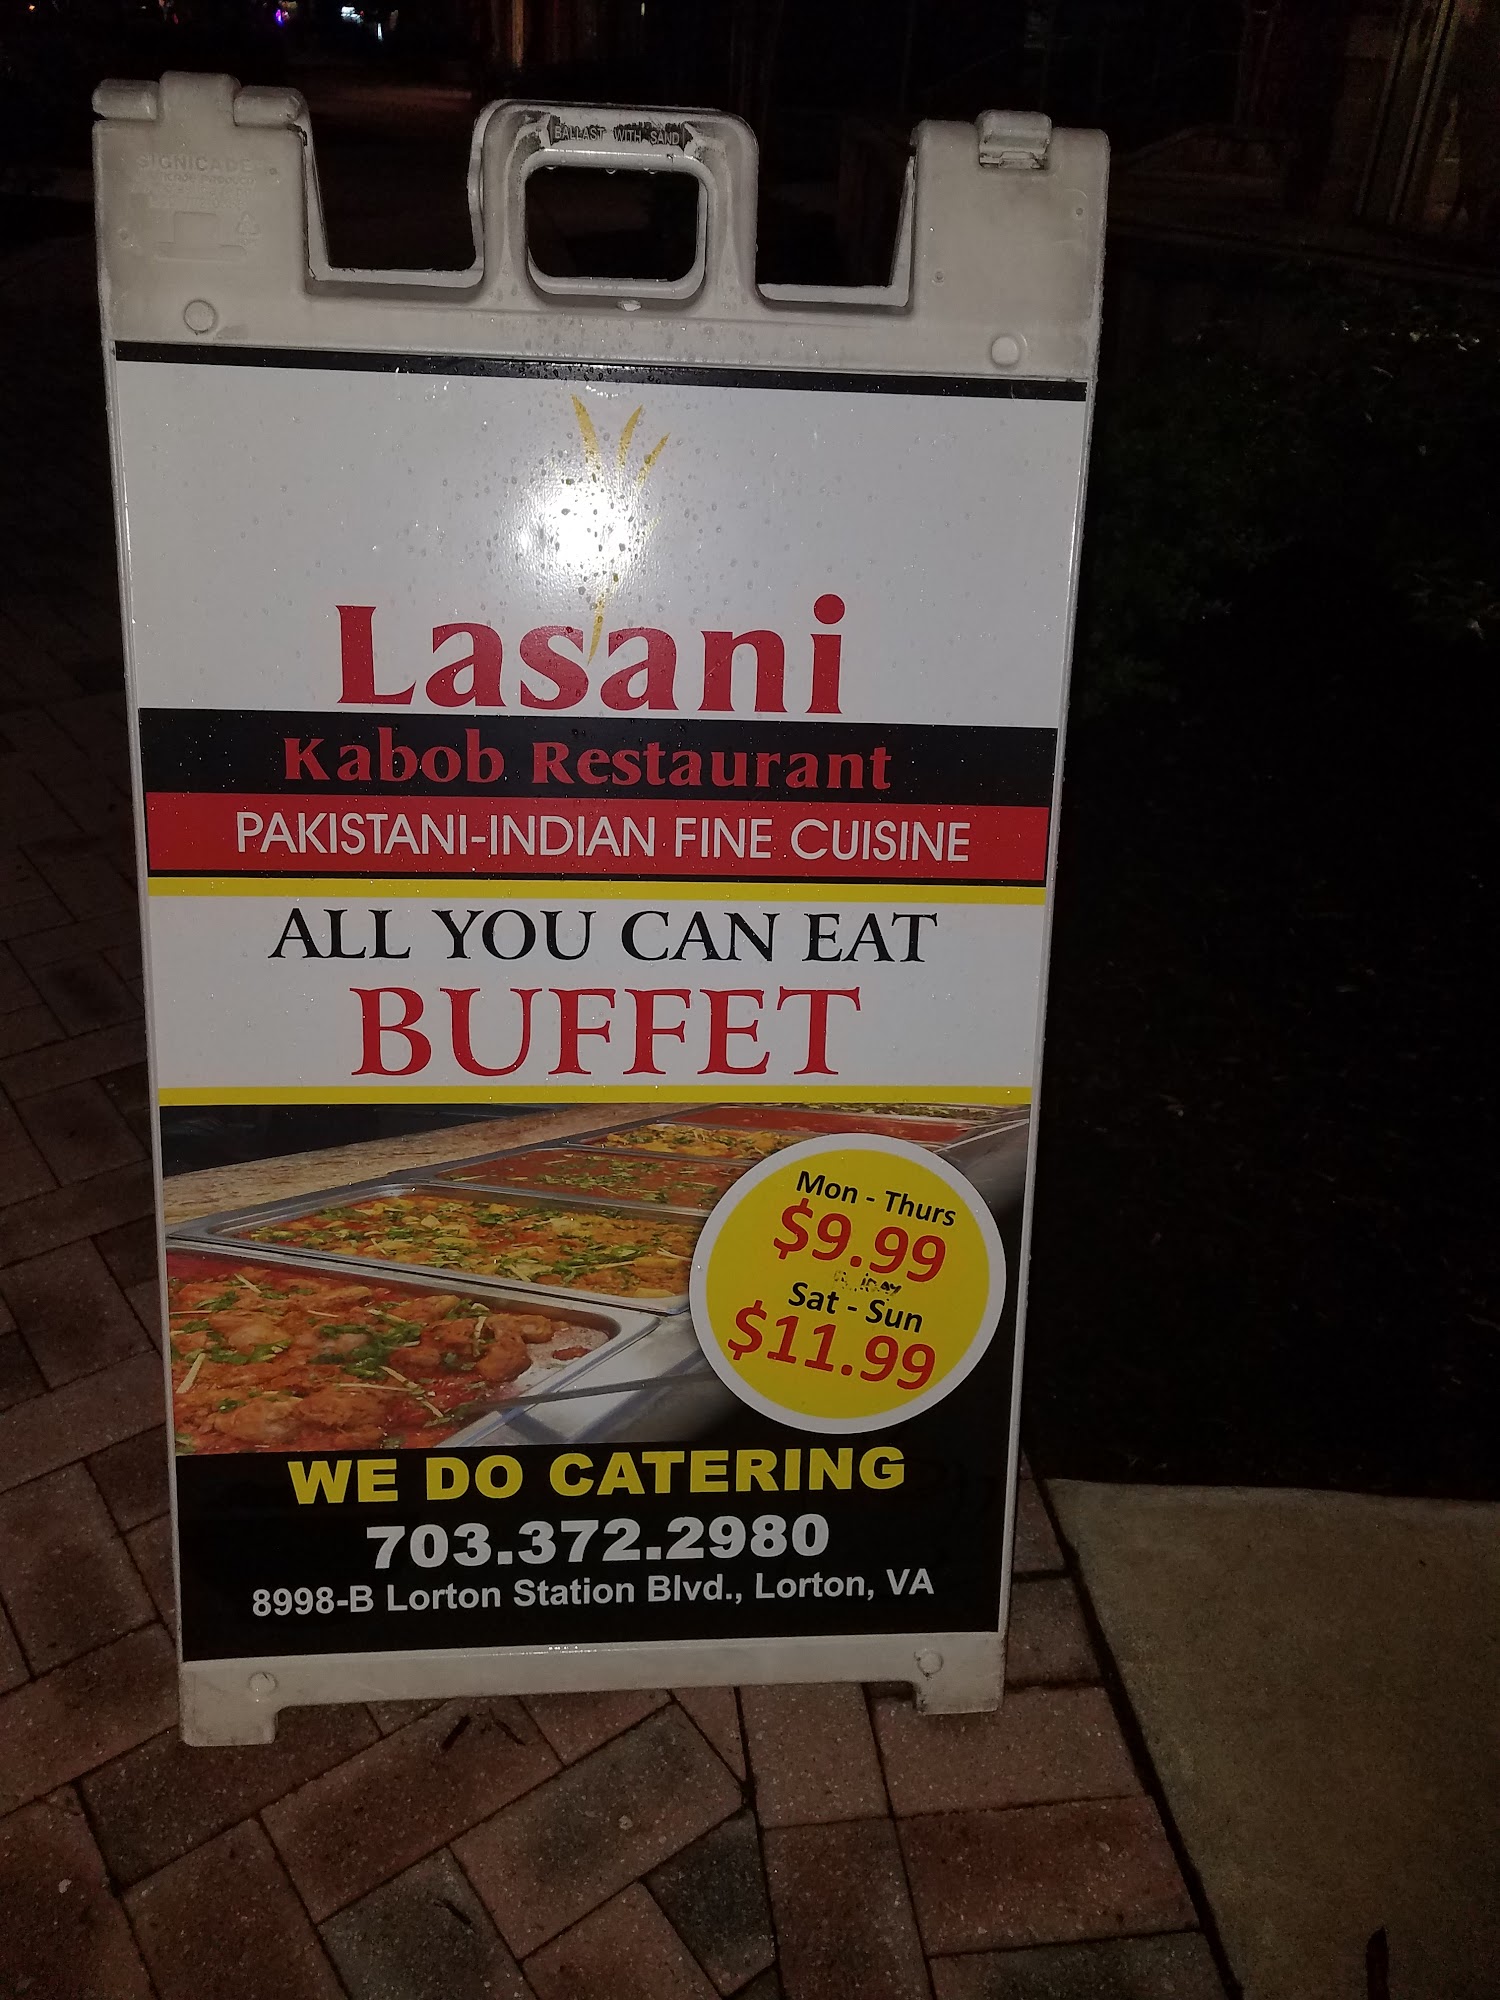 BALLAST WITH SAND
SIGNICADE
Lasani
Kabob Restaurant
PAKISTANI-INDIAN FINE CUISINE
ALL YOU CAN EAT
BUFFET
Mon - Thurs
$9.99
Sat - Sun
$11.99
WE DO CATERING
703.372.2980
8998-B Lorton Station Blvd., Lorton, VA